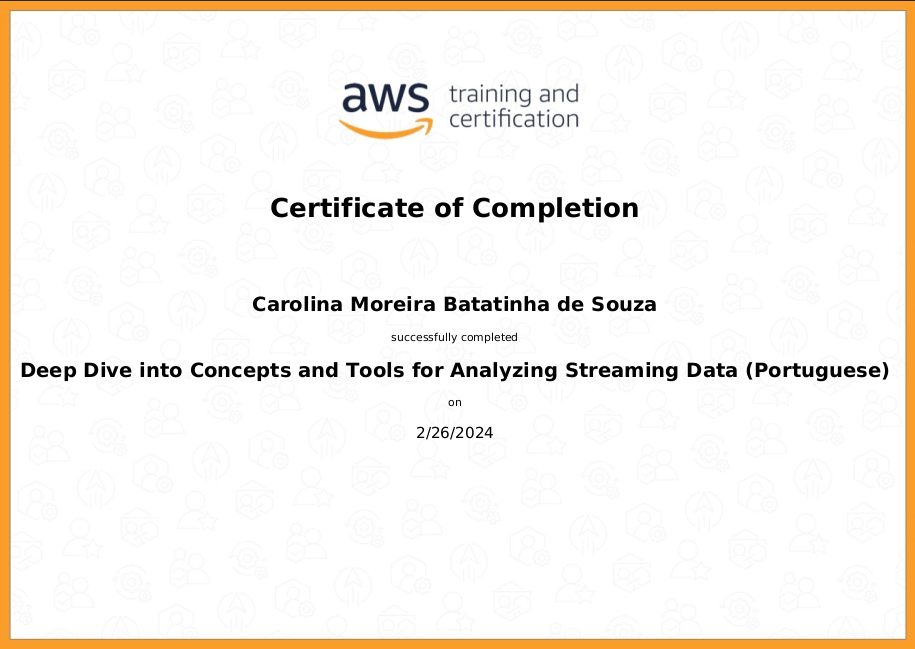 aws training and
certification
Certificate of Completion
Carolina Moreira Batatinha de Souza
successfully completed
Deep Dive into Concepts and Tools for Analyzing Streaming Data (Portuguese)
on
2/26/2024